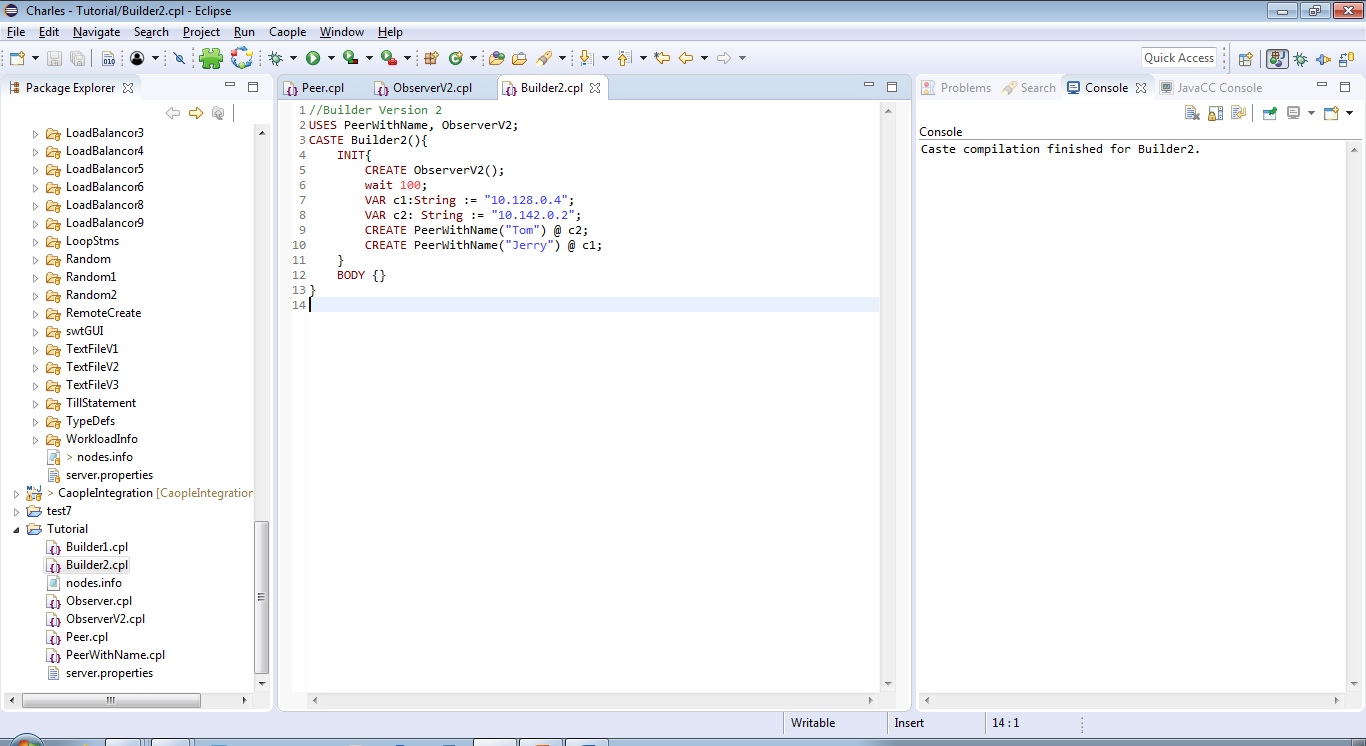 Charles - Tutorial/Builder2.cpl - Eclipse
File Edit Navigate Search Project Run Caople Window Help
010
Quick Access
Package Explorer
Peer.cpl
ObserverV2.cpl
Builder2.cpl
Problems
Search
Console
JavaCC Console
LoadBalancor3
LoadBalancor4
LoadBalancor5
LoadBalancor6
LoadBalancor8
LoadBalancor9
LoopStms
Random
Random1
Random2
RemoteCreate
swtGUI
TextFileV1
TextFileV2
TextFileV3
TillStatement
TypeDefs
WorkloadInfo
> nodes.info
server.properties
> CaopleIntegration [CaopleIntegration
test7
Tutorial
Builder1.cpl
Builder2.cpl
nodes.info
Observer.cpl
ObserverV2.cpl
Peer.cpl
PeerWithName.cpl
server.properties
1 //Builder Version 2
2 USES PeerWithName, ObserverV2;
3 CASTE Builder2(){
4 INIT{
5 CREATE ObserverV2();
6 wait 100;
7 VAR c1:String := "10.128.0.4";
8 VAR c2: String := "10.142.0.2";
9 CREATE PeerWithName("Tom") @ c2;
10 CREATE PeerWithName("Jerry") @ c1;
11 }
12 BODY {}
13 }
14
Console
Caste compilation finished for Builder2.
Writable
Insert
14 : 1